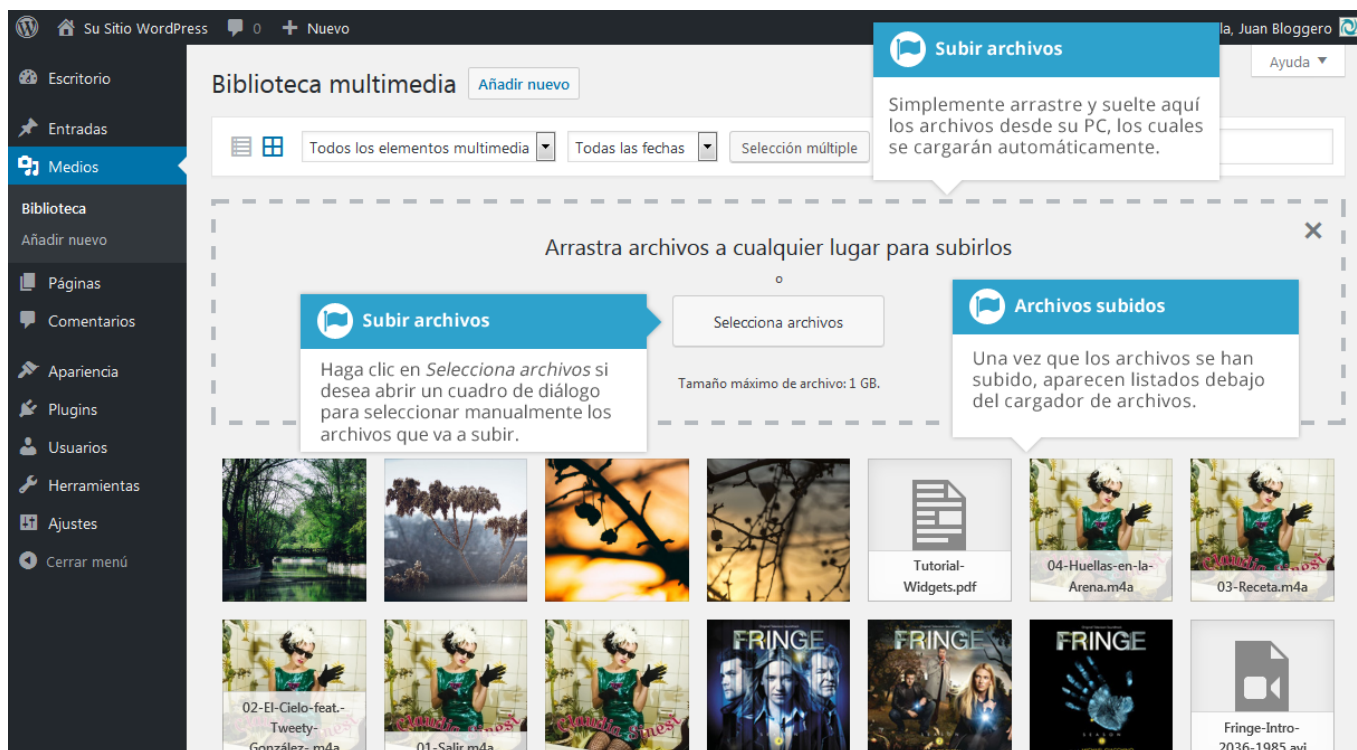 Su Sitio WordPress 0 Nuevo
la, Juan Bloggero
Escritorio
Entradas
Medios
Biblioteca
Añadir nuevo
Páginas
Comentarios
Apariencia
Plugins
Usuarios
Herramientas
Ajustes
Cerrar menú
Biblioteca multimedia Añadir nuevo
Ayuda
Todos los elementos multimedia Todas las fechas Selección múltiple
Subir archivos
Simplemente arrastre y suelte aquí
los archivos desde su PC, los cuales
se cargarán automáticamente.
Arrastra archivos a cualquier lugar para subirlos
o
Selecciona archivos
Tamaño máximo de archivo: 1 GB.
Subir archivos
Haga clic en Selecciona archivos si
desea abrir un cuadro de diálogo
para seleccionar manualmente los
archivos que va a subir.
Archivos subidos
Una vez que los archivos se han
subido, aparecen listados debajo
del cargador de archivos.
Tutorial-
Widgets.pdf
04-Huellas-en-la-
Arena.m4a
03-Receta.m4a
02-El-Cielo-feat.-
Tweety-
González-.m4a
01-Salir.m4a
FRINGE
FRINGE
FRINGE
Fringe-Intro-
2036-1985.avi